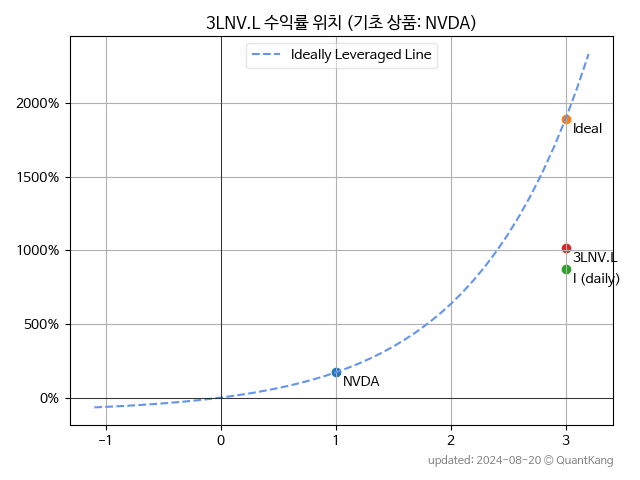 3LNV.L 수익률 위치 (기초 상품: NVDA)
Ideally Leveraged Line
2000%
1500%
1000%
500%
0%
Ideal
3LNV.L
I (daily)
NVDA
−1
0
1
2
3
updated: 2024-08-20 © QuantKang